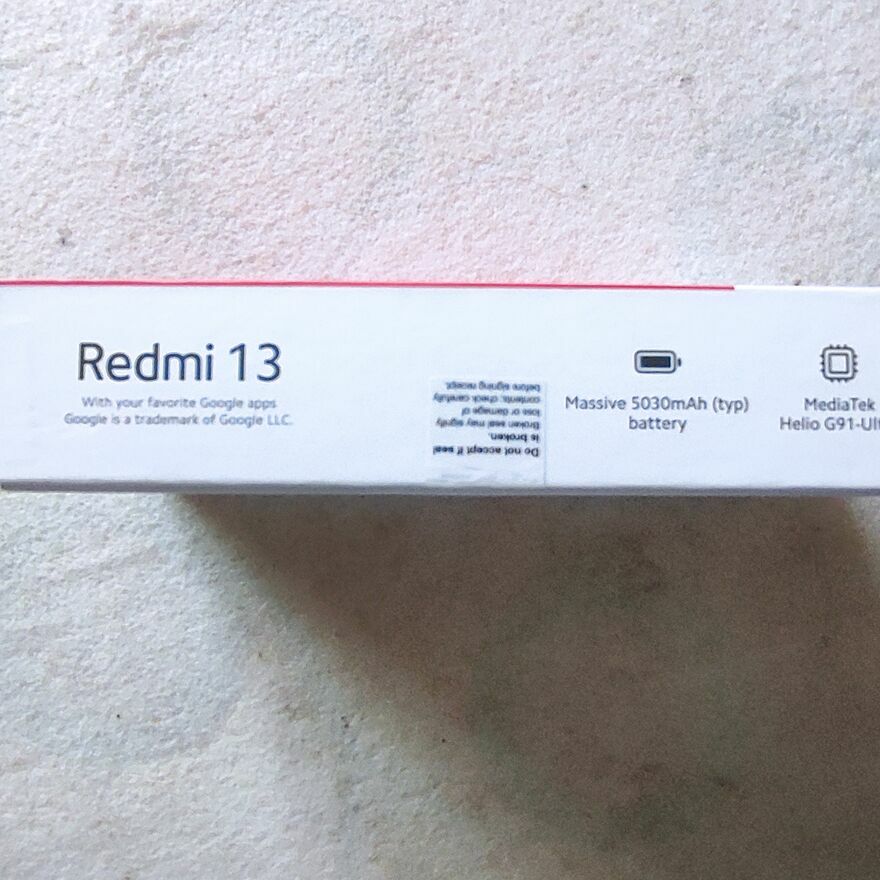 Redmi 13
With your favorite Google apps
Google is a trademark of Google LLC.
Do not accept if seal
is broken.
Broken seal may signify
loss or damage of
contents; check carefully
before signing receipt.
Massive 5030mAh (typ)
battery
MediaTek
Helio G91-Ult